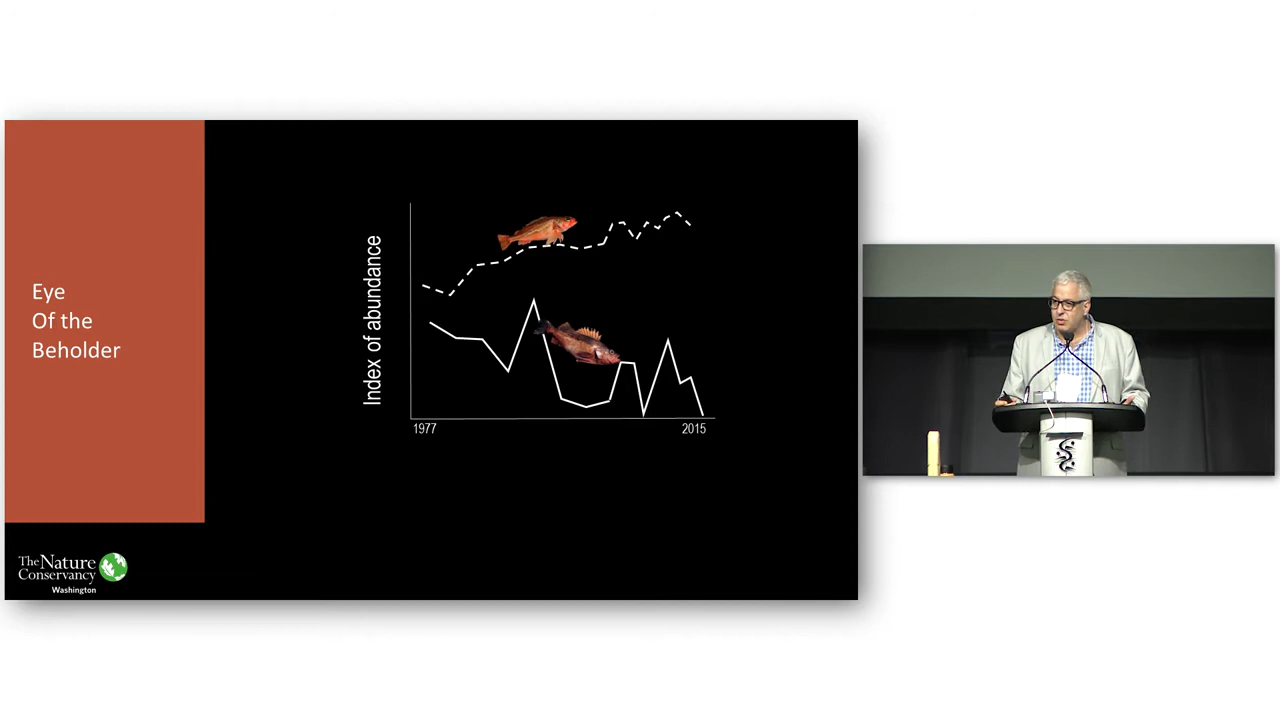 Eye
Of the
Beholder
Index of abundance
1977
2015
The Nature
Conservancy
Washington